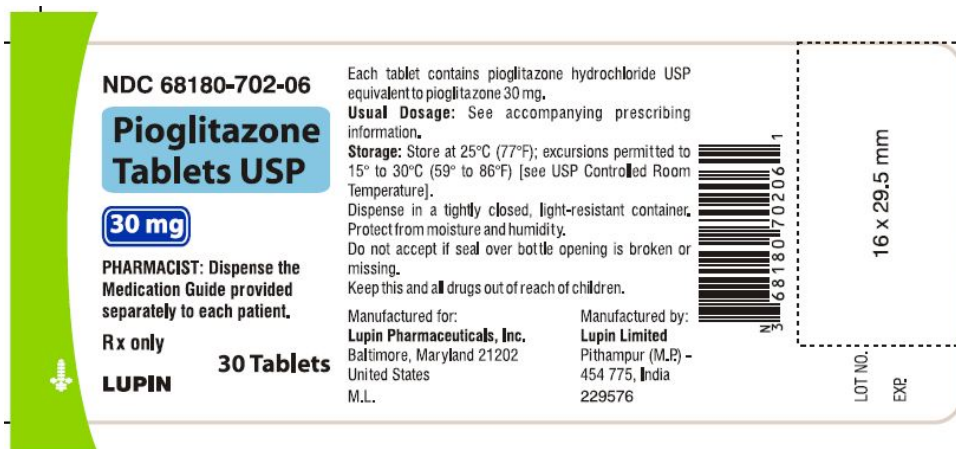 NDC 68180-702-06
Pioglitazone
Tablets USP
30 mg
PHARMACIST: Dispense the
Medication Guide provided
separately to each patient.
Rx only
30 Tablets
LUPIN
Each tablet contains pioglitazone hydrochloride USP
equivalent to pioglitazone 30 mg.
Usual Dosage: See accompanying prescribing
information.
Storage: Store at 25°C (77°F); excursions permitted to
15° to 30°C (59° to 86°F) [see USP Controlled Room
Temperature].
Dispense in a tightly closed, light-resistant container.
Protect from moisture and humidity.
Do not accept if seal over bottle opening is broken or
missing.
Keep this and all drugs out of reach of children.
Manufactured for:
Lupin Pharmaceuticals, Inc.
Baltimore, Maryland 21202
United States
M.L.
Manufactured by:
Lupin Limited
Pithampur (M.P.) -
454 775, India
229576
N
3 68180 70206 1
16 x 29.5 mm
LOT NO.
EXP.